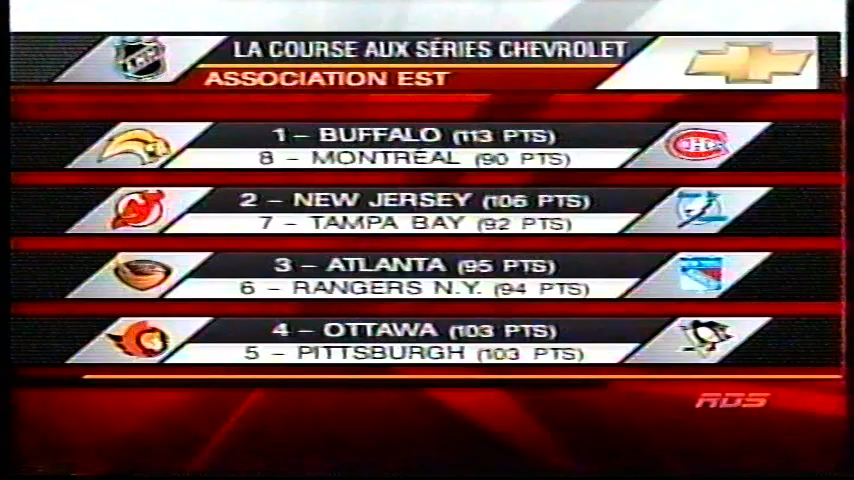 LA COURSE AUX SÉRIES CHEVROLET
ASSOCIATION EST
1 – BUFFALO (113 PTS)
8 – MONTRÉAL (90 PTS)
2 – NEW JERSEY (106 PTS)
7 – TAMPA BAY (92 PTS)
3 – ATLANTA (95 PTS)
6 – RANGERS N.Y. (94 PTS)
4 – OTTAWA (103 PTS)
5 – PITTSBURGH (103 PTS)
RDS